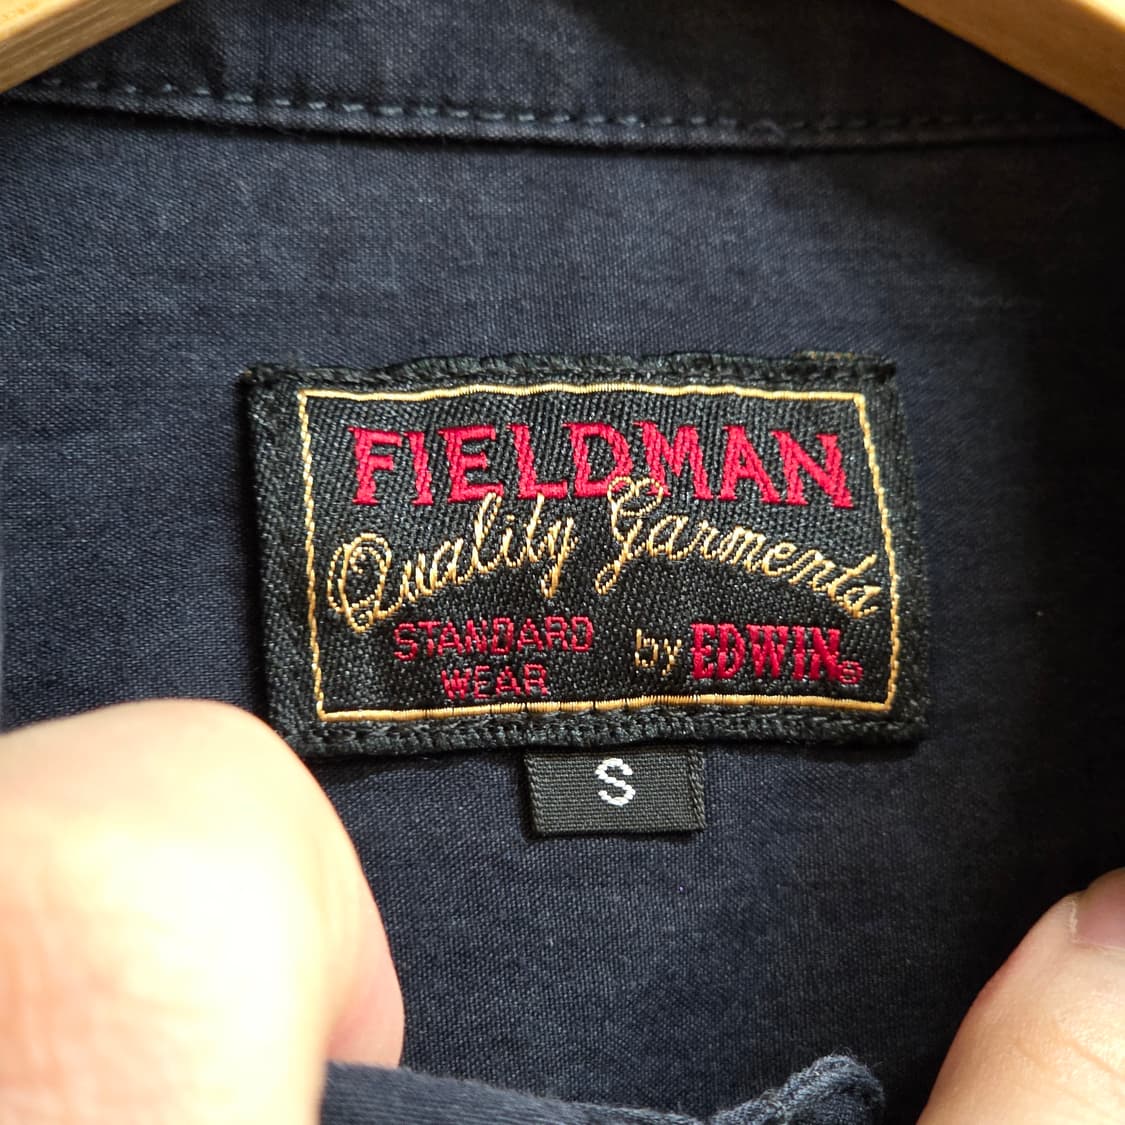 FIELDMAN
Quality Garments
STANDARD WEAR
by EDWIN®
S